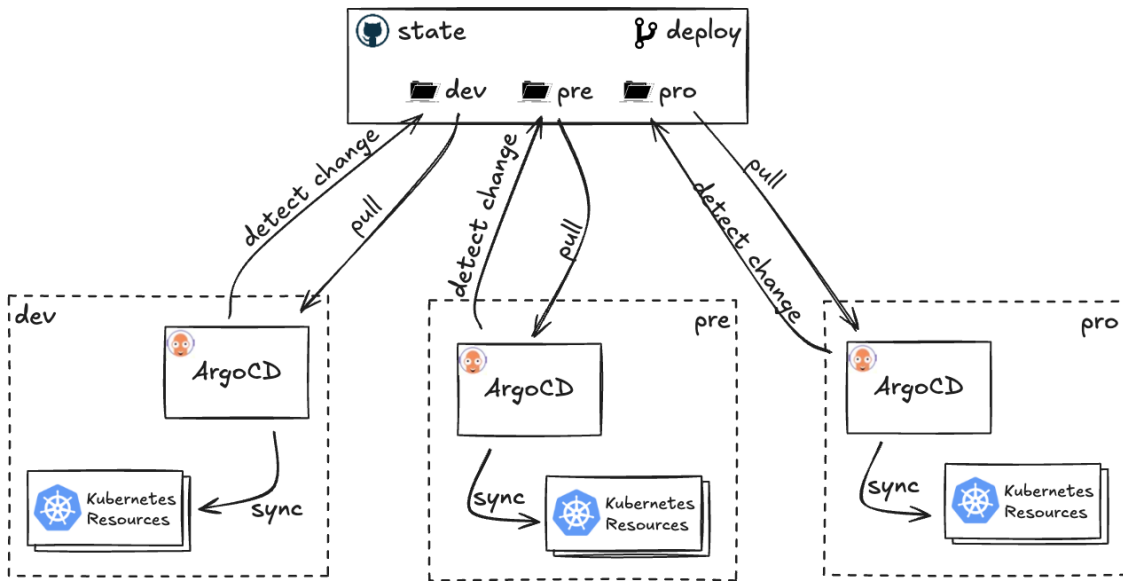 state
deploy
dev
pre
pro
detect change
pull
detect change
pull
detect change
pull
dev
ArgoCD
sync
Kubernetes
Resources
pre
ArgoCD
sync
Kubernetes
Resources
pro
ArgoCD
sync
Kubernetes
Resources